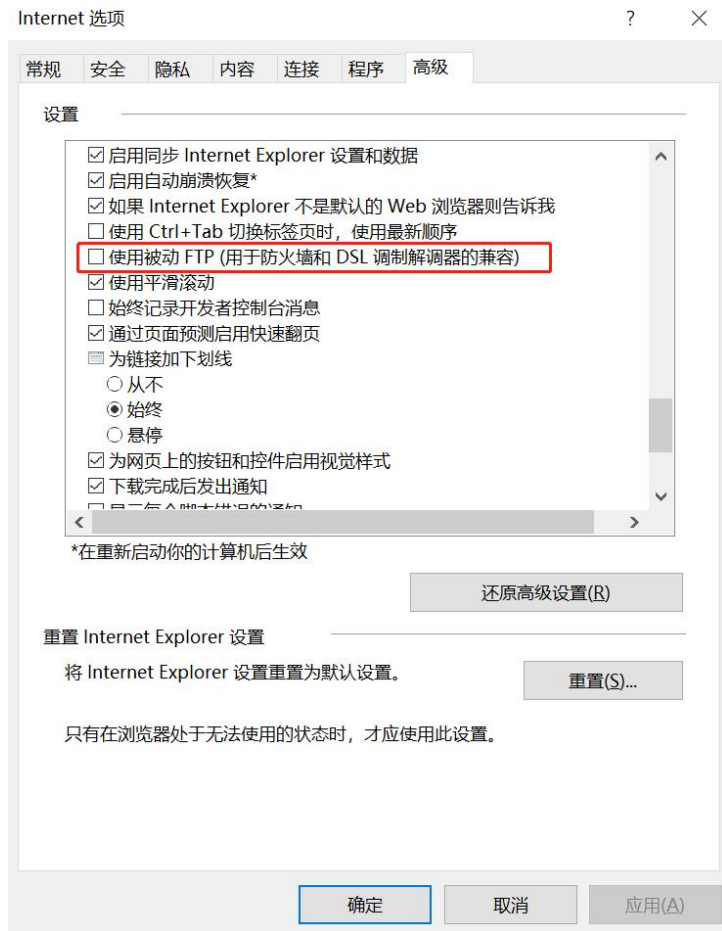 Internet 选项
?
常规 安全 隐私 内容 连接 程序 高级
设置
启用同步 Internet Explorer 设置和数据
启用自动崩溃恢复*
如果 Internet Explorer 不是默认的 Web 浏览器则告诉我
使用 Ctrl+Tab 切换标签页时，使用最新顺序
使用被动 FTP (用于防火墙和 DSL 调制解调器的兼容)
使用平滑滚动
始终记录开发者控制台消息
通过页面预测启用快速翻页
为链接加下划线
从不
始终
悬停
为网页上的按钮和控件启用视觉样式
下载完成后发出通知
*在重新启动你的计算机后生效
还原高级设置(R)
重置 Internet Explorer 设置
将 Internet Explorer 设置重置为默认设置。
重置(S)...
只有在浏览器处于无法使用的状态时，才应使用此设置。
确定 取消 应用(A)